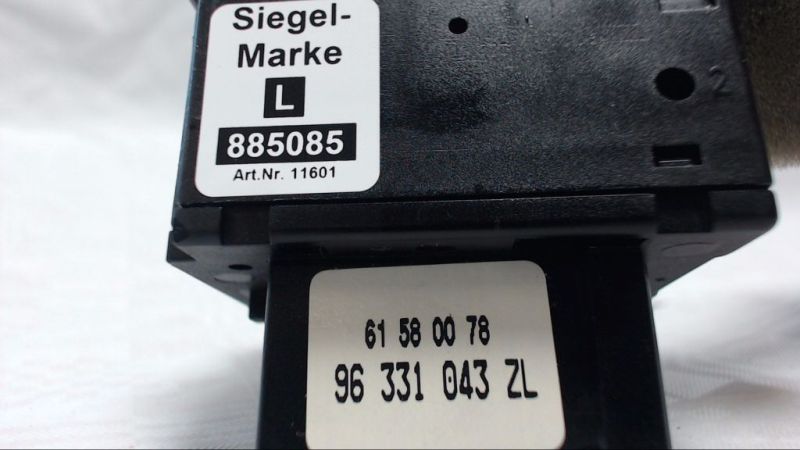 Siegel-
Marke
L
885085
Art.Nr. 11601
2
61 58 00 78
96 331 043 ZL